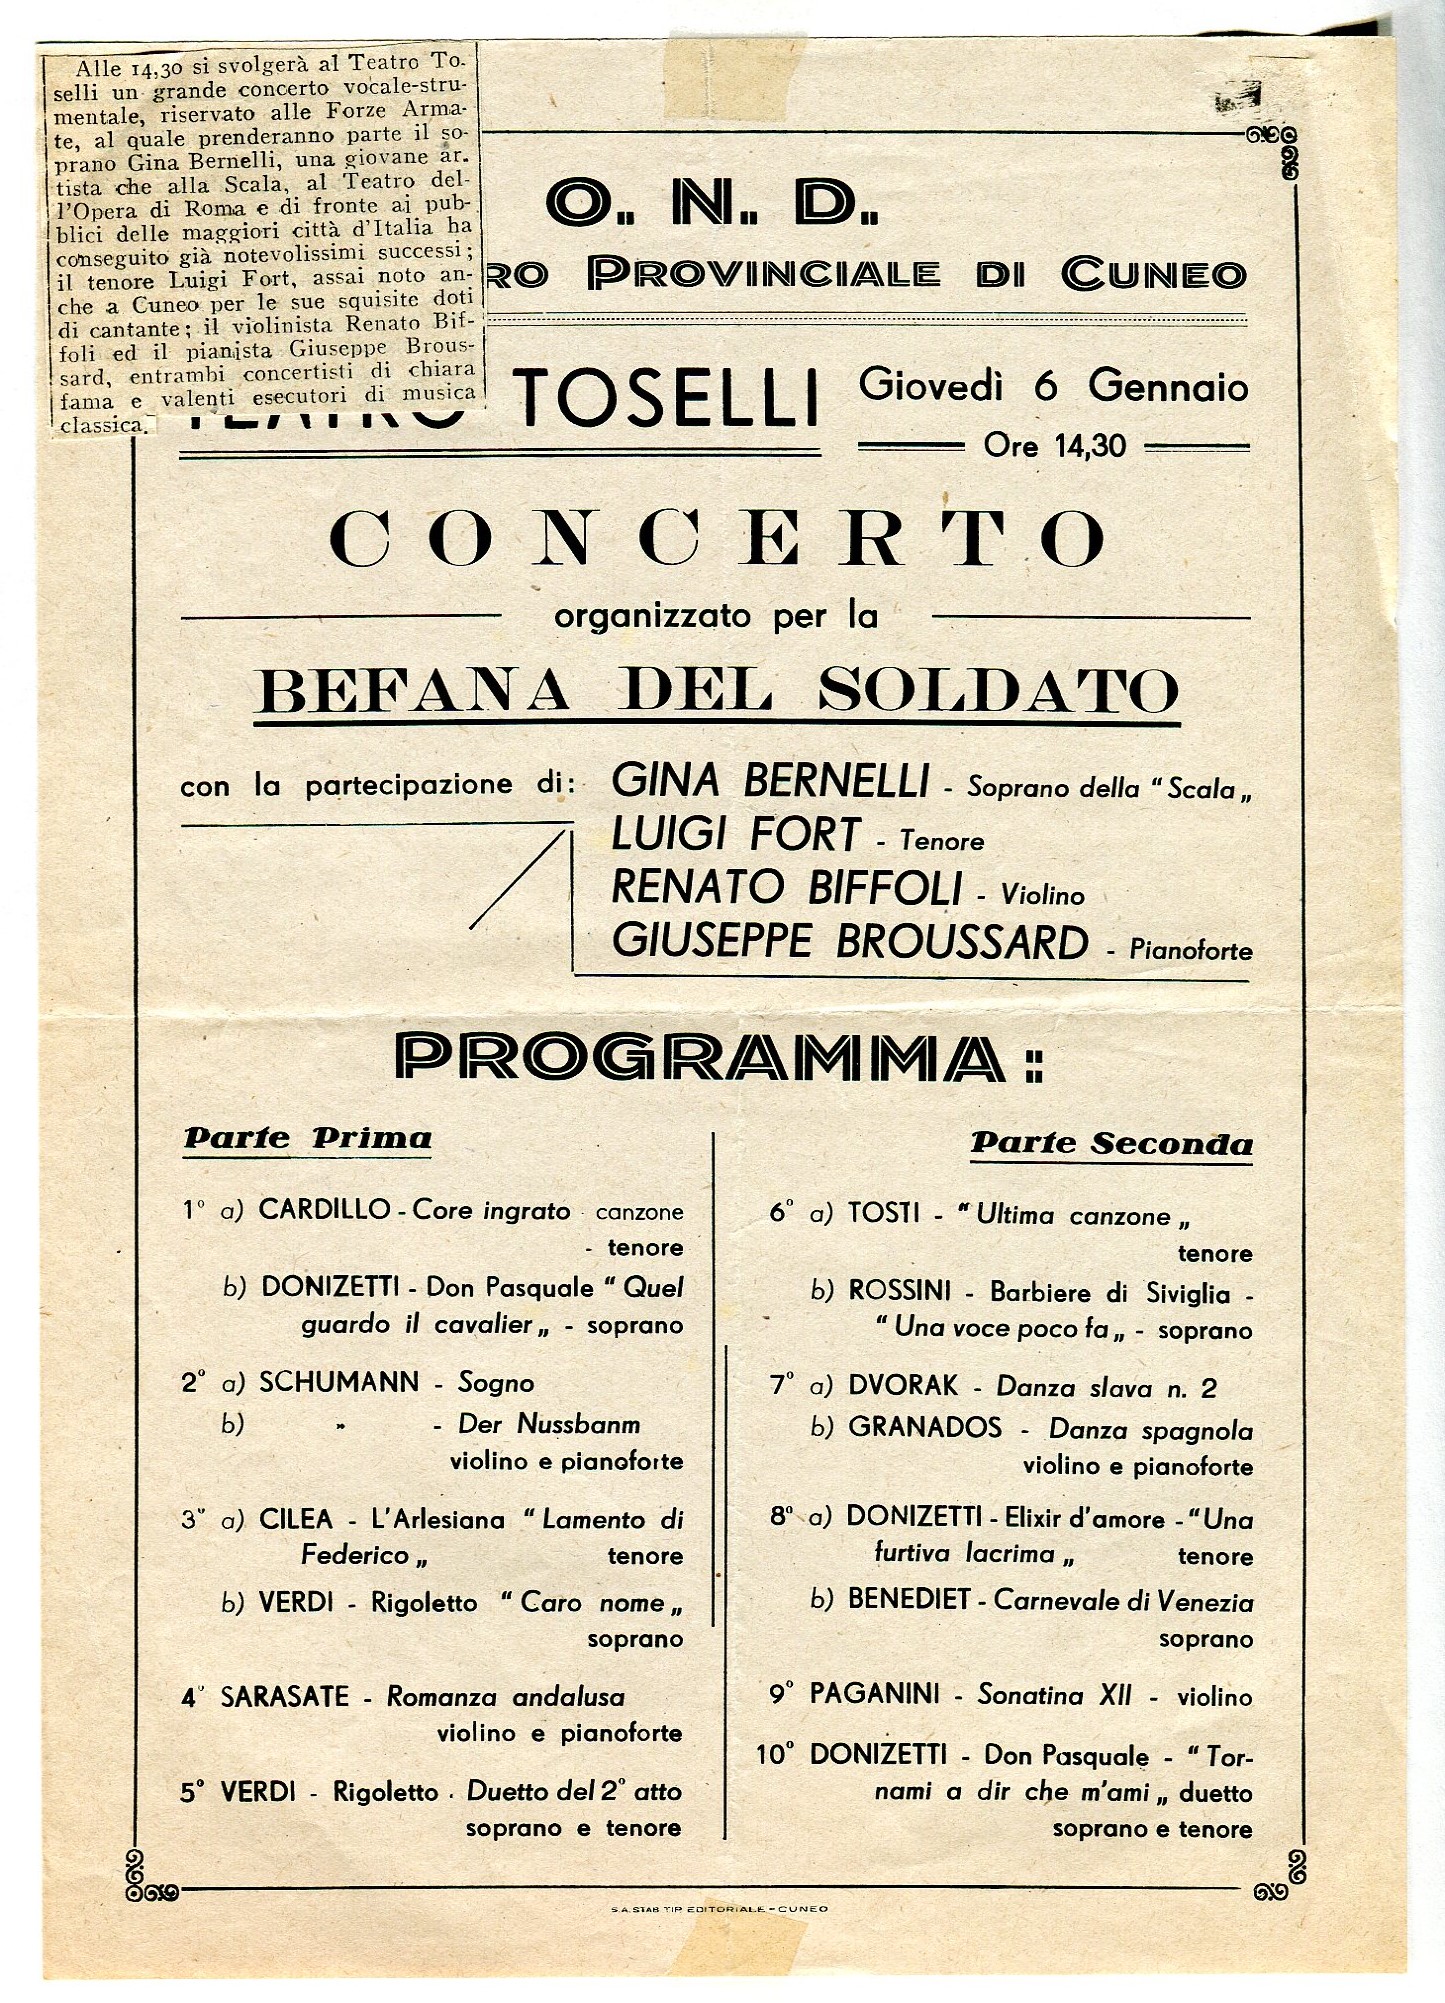 Alle 14,30 si svolgerà al Teatro To-
selli un grande concerto vocale-stru-
mentale, riservato alle Forze Arma-
te, al quale prenderanno parte il so-
prano Gina Bernelli, una giovane ar-
tista che alla Scala, al Teatro del-
l'Opera di Roma e di fronte ai pub-
blici delle maggiori città d'Italia ha
conseguito già notevolissimi successi;
il tenore Luigi Fort, assai noto an-
che a Cuneo per le sue squisite doti
di cantante; il violinista Renato Bif-
foli ed il pianista Giuseppe Brous-
sard, entrambi concertisti di chiara
fama e valenti esecutori di musica
classica.
O. N. D.
RO PROVINCIALE DI CUNEO
TEATRO TOSELLI
Giovedì 6 Gennaio
Ore 14,30
CONCERTO
organizzato per la
BEFANA DEL SOLDATO
con la partecipazione di: GINA BERNELLI - Soprano della “ Scala „
LUIGI FORT - Tenore
RENATO BIFFOLI - Violino
GIUSEPPE BROUSSARD - Pianoforte
PROGRAMMA:
Parte Prima
1° a) CARDILLO - Core ingrato - canzone
- tenore
b) DONIZETTI - Don Pasquale “ Quel
guardo il cavalier „ - soprano
2° a) SCHUMANN - Sogno
b) » - Der Nussbanm
violino e pianoforte
3° a) CILEA - L'Arlesiana “ Lamento di
Federico „ tenore
b) VERDI - Rigoletto “ Caro nome „
soprano
4° SARASATE - Romanza andalusa
violino e pianoforte
5° VERDI - Rigoletto - Duetto del 2° atto
soprano e tenore
Parte Seconda
6° a) TOSTI - “ Ultima canzone „
tenore
b) ROSSINI - Barbiere di Siviglia -
“ Una voce poco fa „ - soprano
7° a) DVORAK - Danza slava n. 2
b) GRANADOS - Danza spagnola
violino e pianoforte
8° a) DONIZETTI - Elixir d'amore - “ Una
furtiva lacrima „ tenore
b) BENEDIET - Carnevale di Venezia
soprano
9° PAGANINI - Sonatina XII - violino
10° DONIZETTI - Don Pasquale - “ Tor-
nami a dir che m'ami „ duetto
soprano e tenore
S.A. STAB TIP EDITORIALE - CUNEO